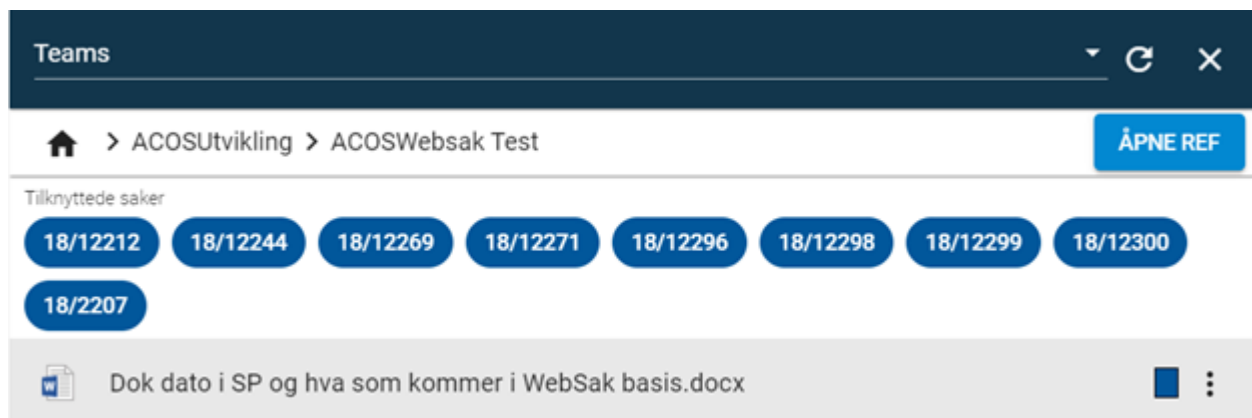 Teams
ACOSUtvikling > ACOSWebsak Test
ÅPNE REF
Tilknyttede saker
18/12212 18/12244 18/12269 18/12271 18/12296 18/12298 18/12299 18/12300
18/2207
Dok dato i SP og hva som kommer i WebSak basis.docx